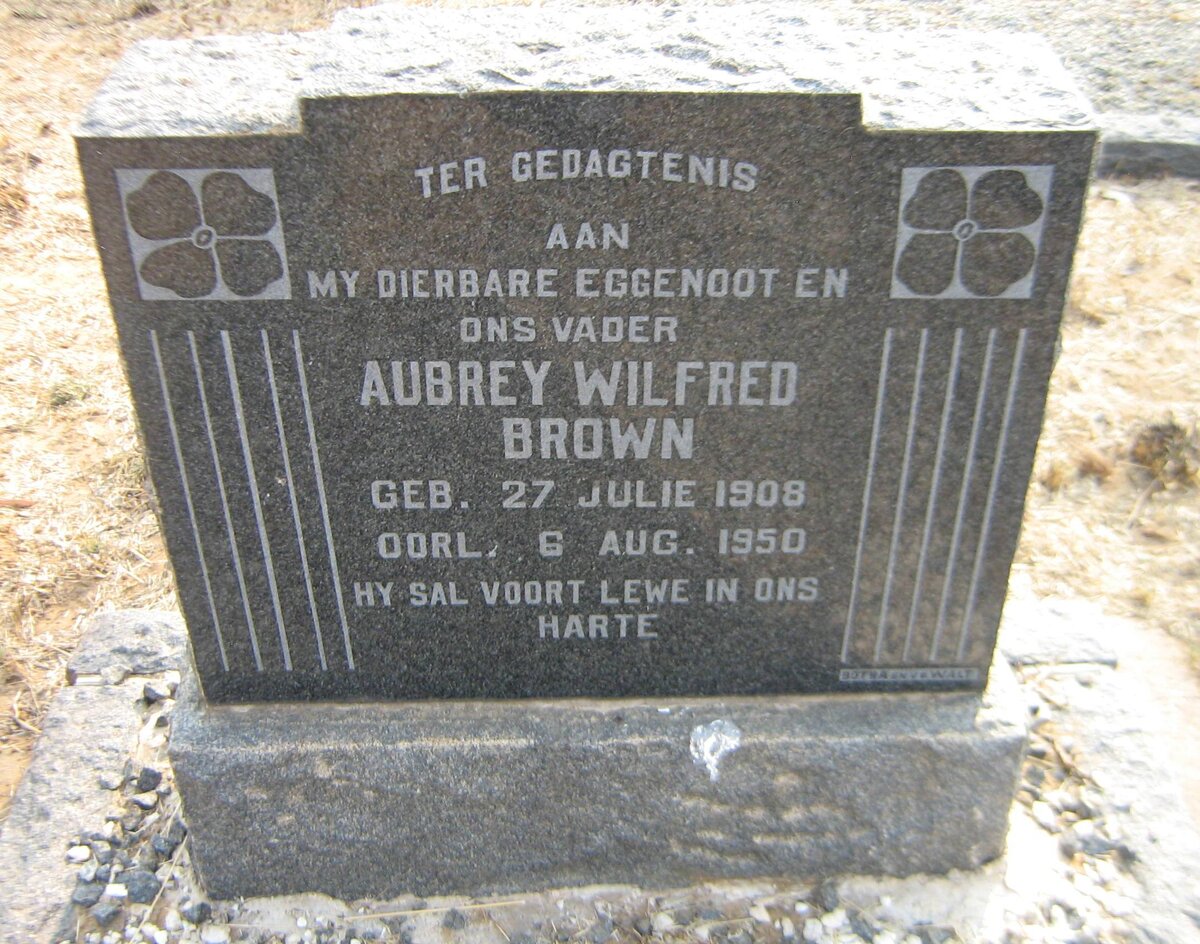 TER GEDAGTENIS
AAN
MY DIERBARE EGGENOOT EN
ONS VADER
AUBREY WILFRED
BROWN
GEB. 27 JULIE 1908
OORL. 6 AUG. 1950
HY SAL VOORT LEWE IN ONS
HARTE